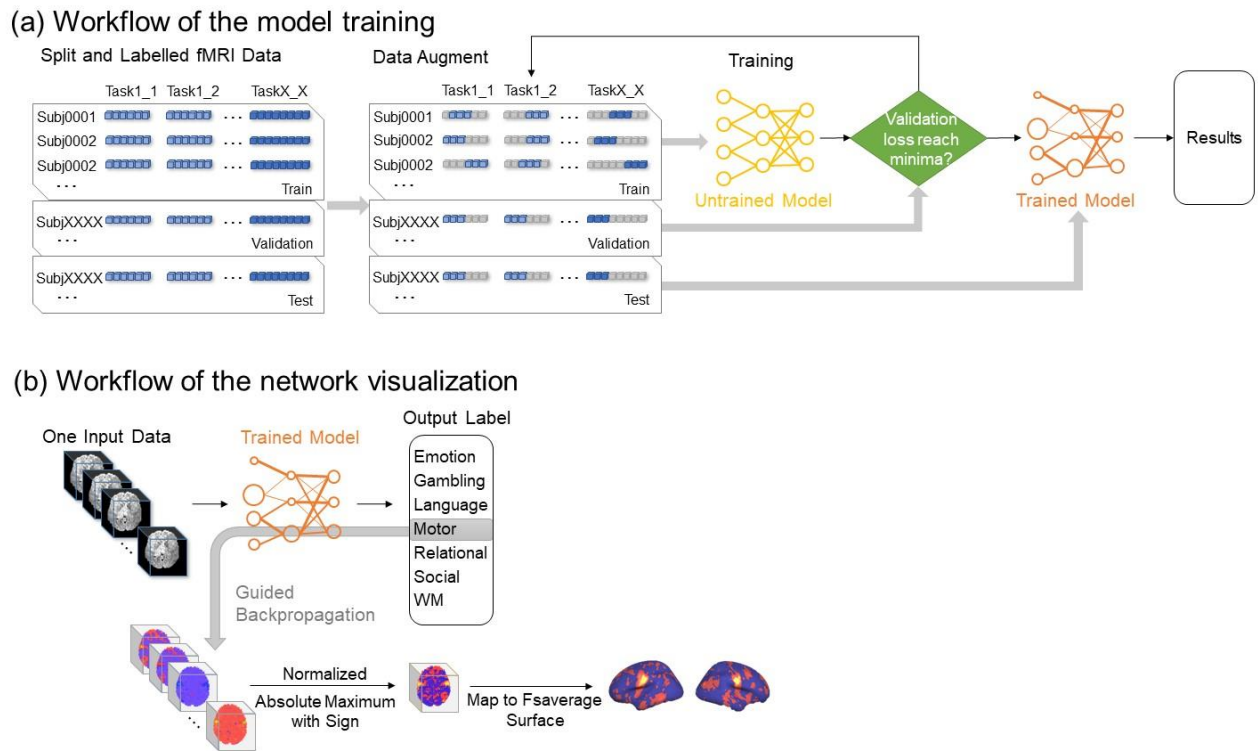 (a) Workflow of the model training
Split and Labelled fMRI Data
Task1_1 Task1_2 TaskX_X
Subj0001
Subj0002
Subj0002
...
Train
SubjXXXX
...
Validation
SubjXXXX
...
Test
Data Augment
Task1_1 Task1_2 TaskX_X
Subj0001
Subj0002
Subj0002
...
Train
SubjXXXX
...
Validation
SubjXXXX
...
Test
Training
Untrained Model
Validation
loss reach
minima?
Trained Model
Results
(b) Workflow of the network visualization
One Input Data
Trained Model
Output Label
Emotion
Gambling
Language
Motor
Relational
Social
WM
Guided
Backpropagation
Normalized
Absolute Maximum
with Sign
Map to Fsaverage
Surface